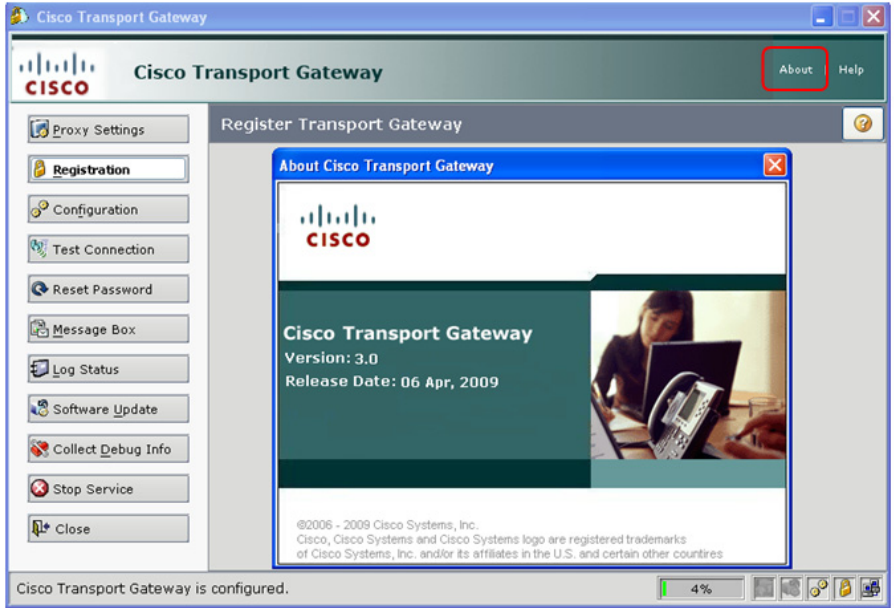 Cisco Transport Gateway
CISCO
Cisco Transport Gateway
About | Help
Proxy Settings
Registration
Configuration
Test Connection
Reset Password
Message Box
Log Status
Software Update
Collect Debug Info
Stop Service
Close
Register Transport Gateway
About Cisco Transport Gateway
CISCO
Cisco Transport Gateway
Version: 3.0
Release Date: 06 Apr, 2009
©2006 - 2009 Cisco Systems, Inc.
Cisco, Cisco Systems and Cisco Systems logo are registered trademarks
of Cisco Systems, Inc. and/or its affiliates in the U.S. and certain other countires
Cisco Transport Gateway is configured.
4%